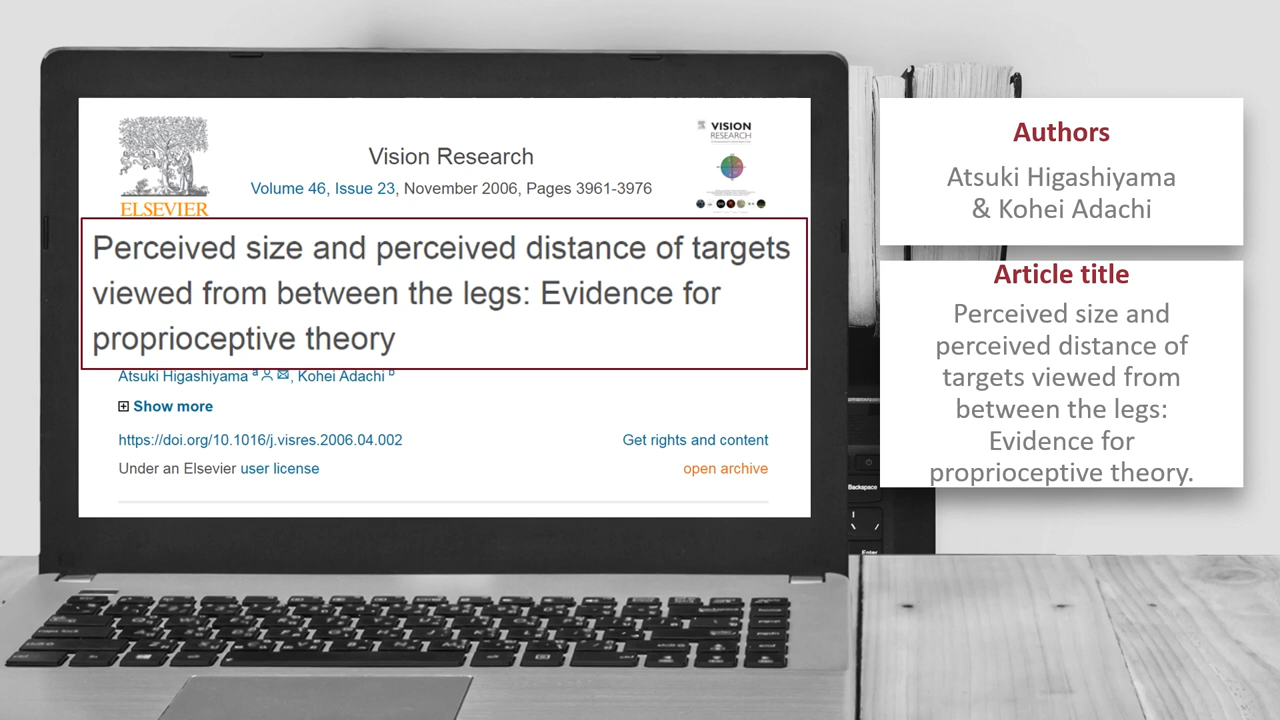 Vision Research
Volume 46, Issue 23, November 2006, Pages 3961-3976
ELSEVIER
VISION
RESEARCH
Perceived size and perceived distance of targets
viewed from between the legs: Evidence for
proprioceptive theory
Atsuki Higashiyama a, Kohei Adachi b
Show more
https://doi.org/10.1016/j.visres.2006.04.002
Get rights and content
Under an Elsevier user license
open archive
Authors
Atsuki Higashiyama
& Kohei Adachi
Article title
Perceived size and
perceived distance of
targets viewed from
between the legs:
Evidence for
proprioceptive theory.
Backspace
Enter